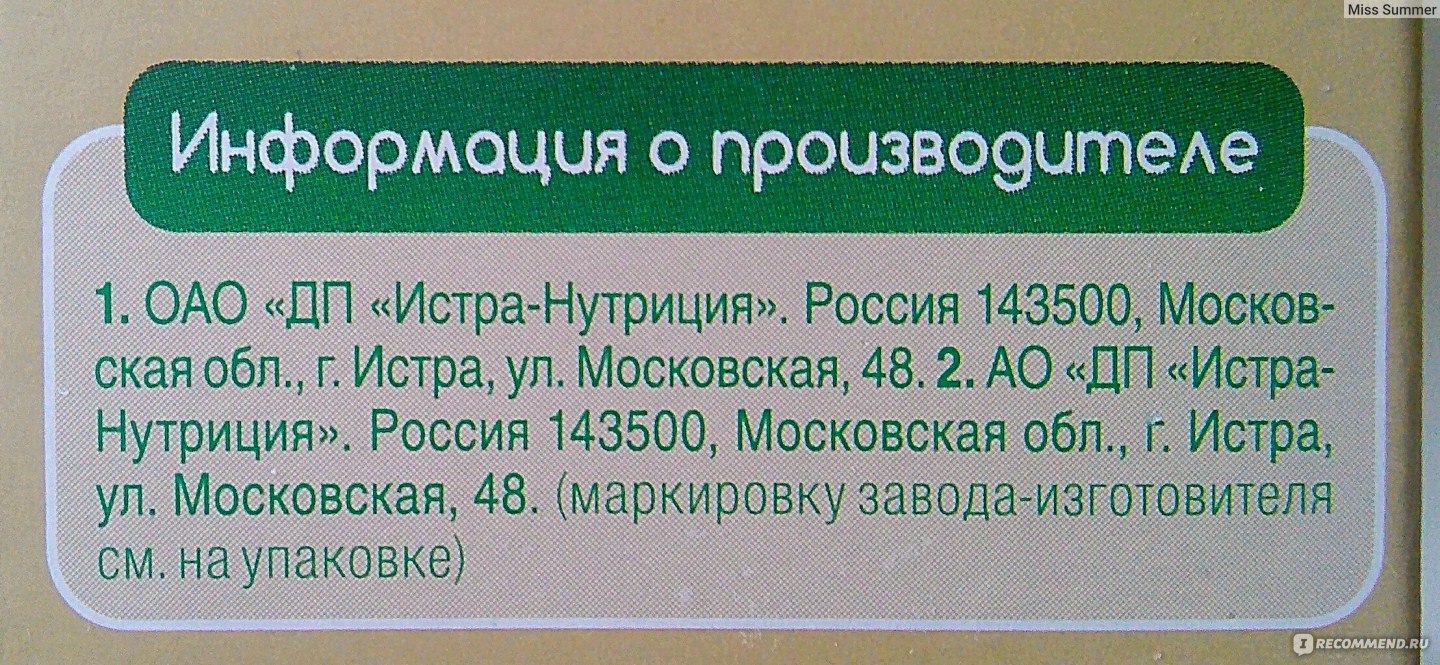 Miss Summer
Информация о производителе
1. ОАО «ДП «Истра-Нутриция». Россия 143500, Москов-
ская обл., г. Истра, ул. Московская, 48. 2. АО «ДП «Истра-
Нутриция». Россия 143500, Московская обл., г. Истра,
ул. Московская, 48. (маркировку завода-изготовителя
см. на упаковке)
I RECOMMEND.RU